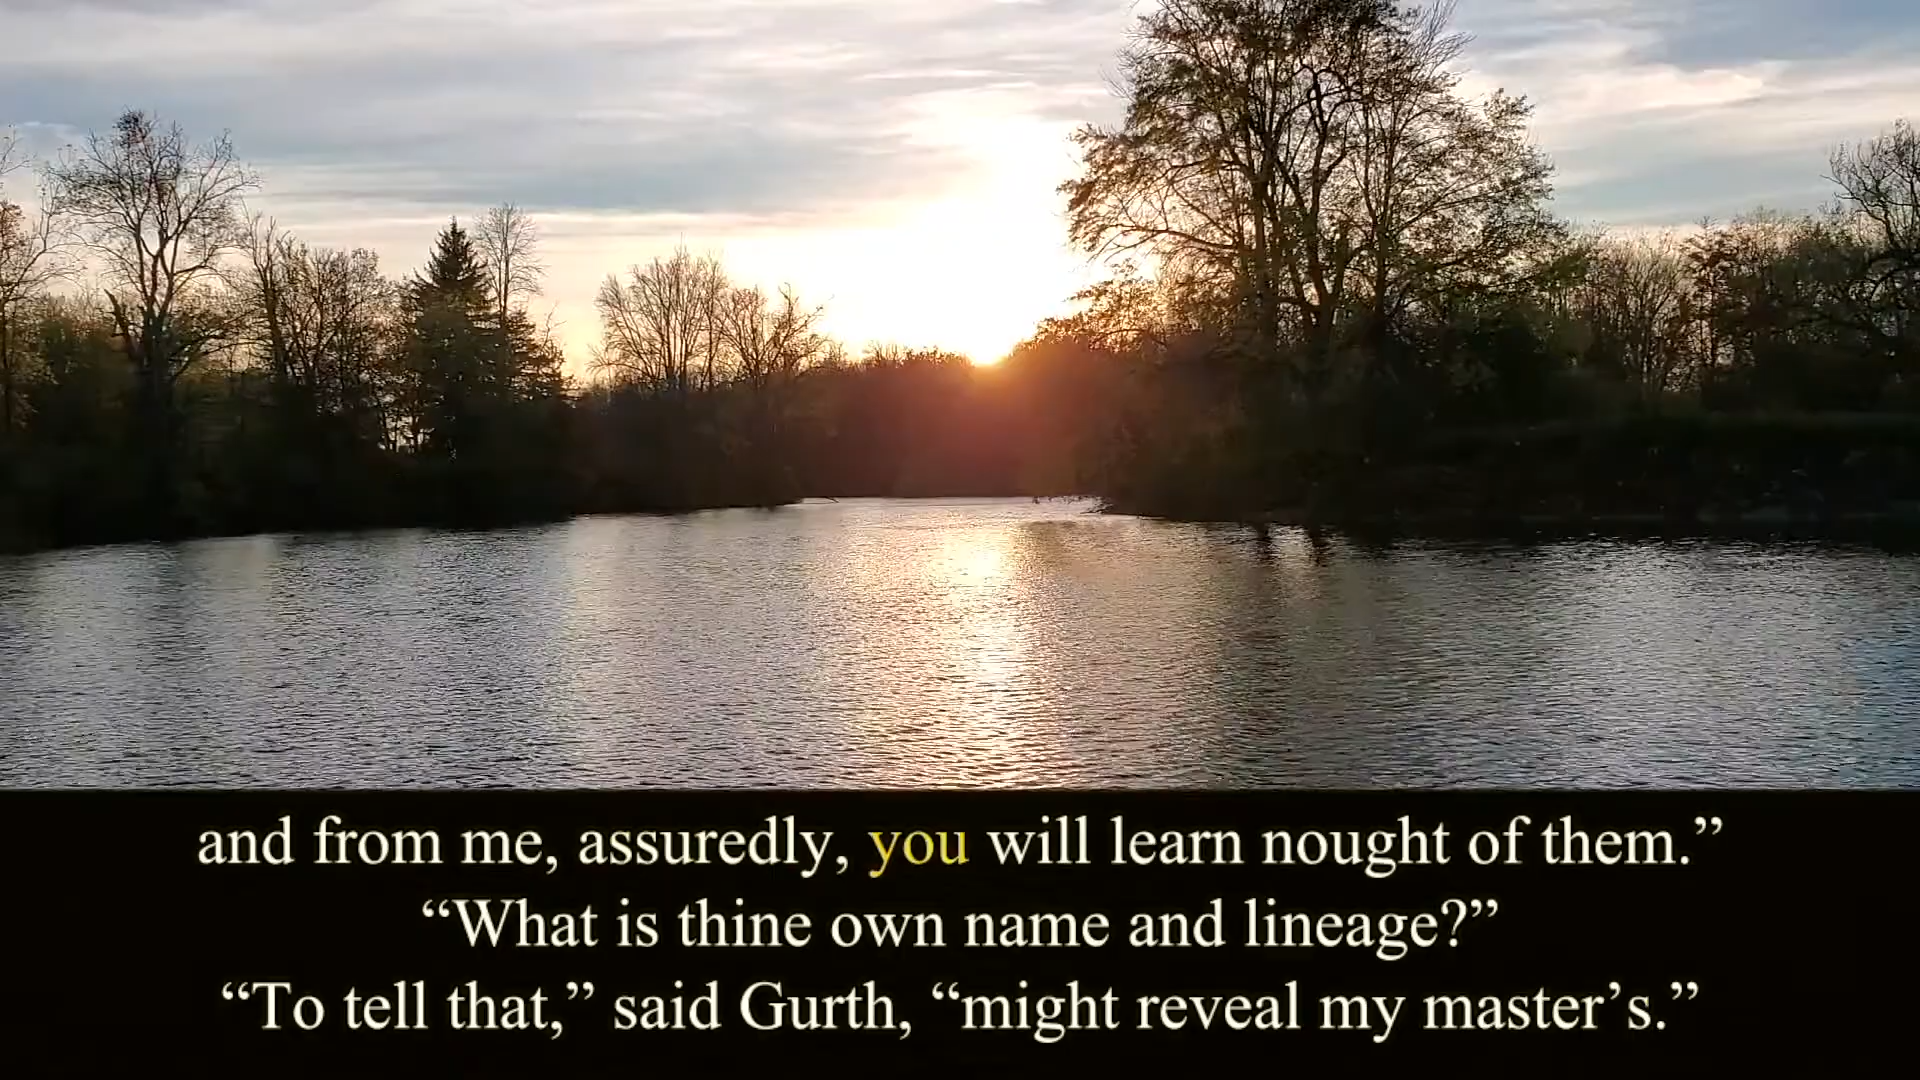 and from me, assuredly, you will learn nought of them.”
“What is thine own name and lineage?”
“To tell that,” said Gurth, “might reveal my master’s.”